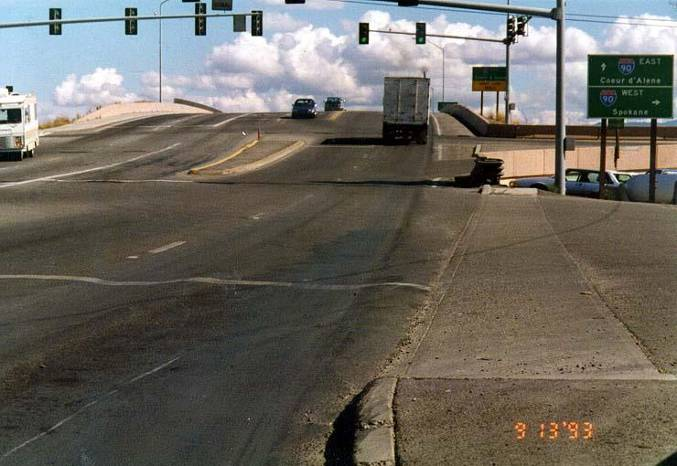 90 EAST
Coeur d'Alene
90 WEST
Spokane
9 13'93